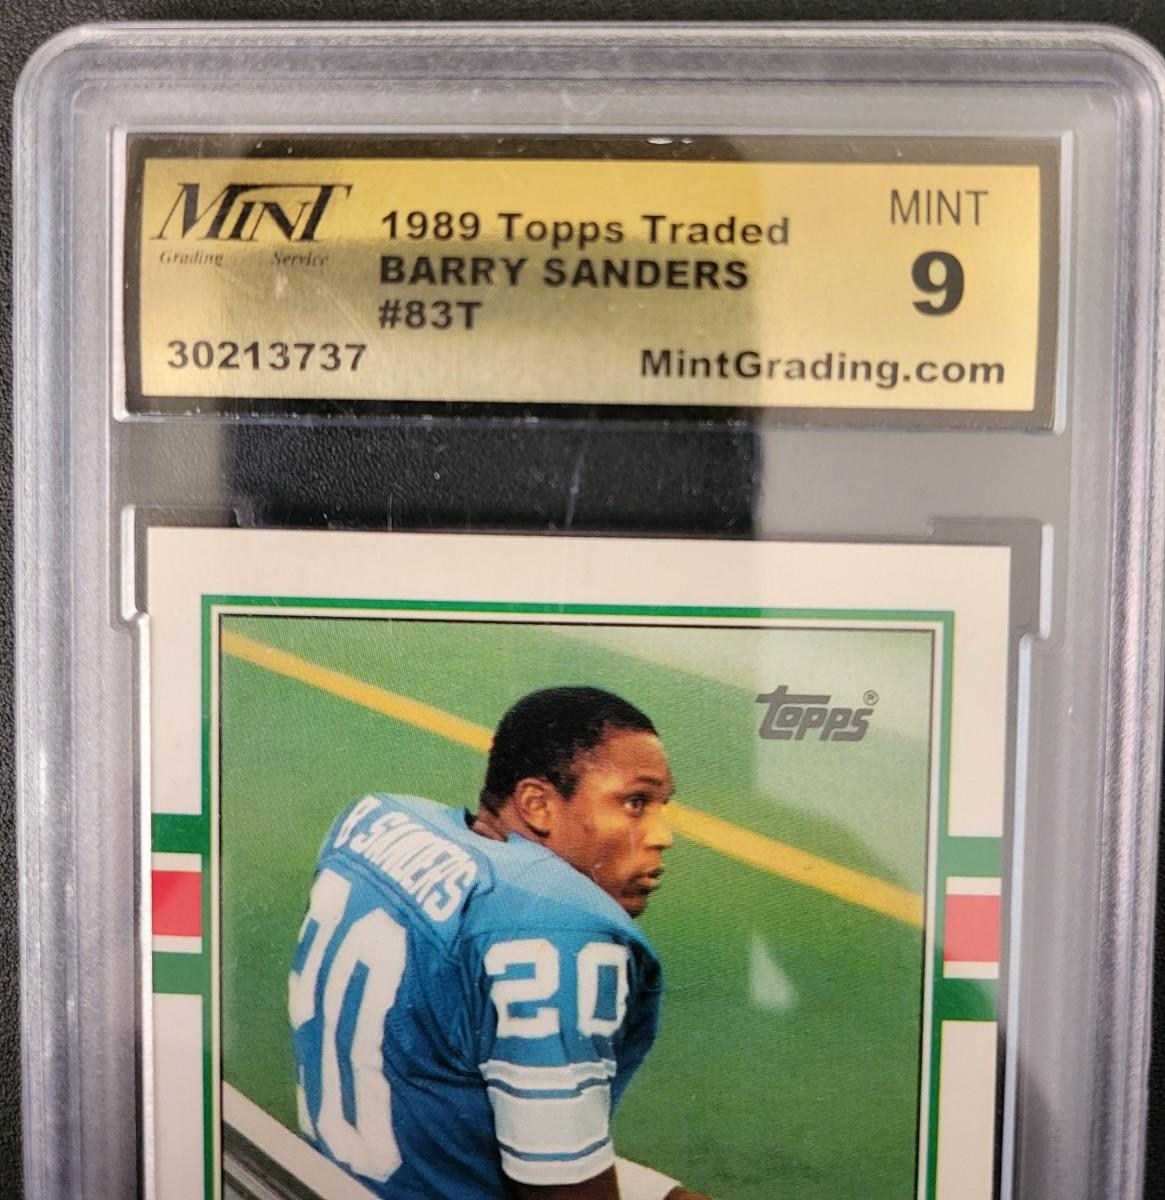 MINT
Grading Service
1989 Topps Traded
BARRY SANDERS
#83T
30213737
MINT
9
MintGrading.com
topps®
B. SANDERS
20
20